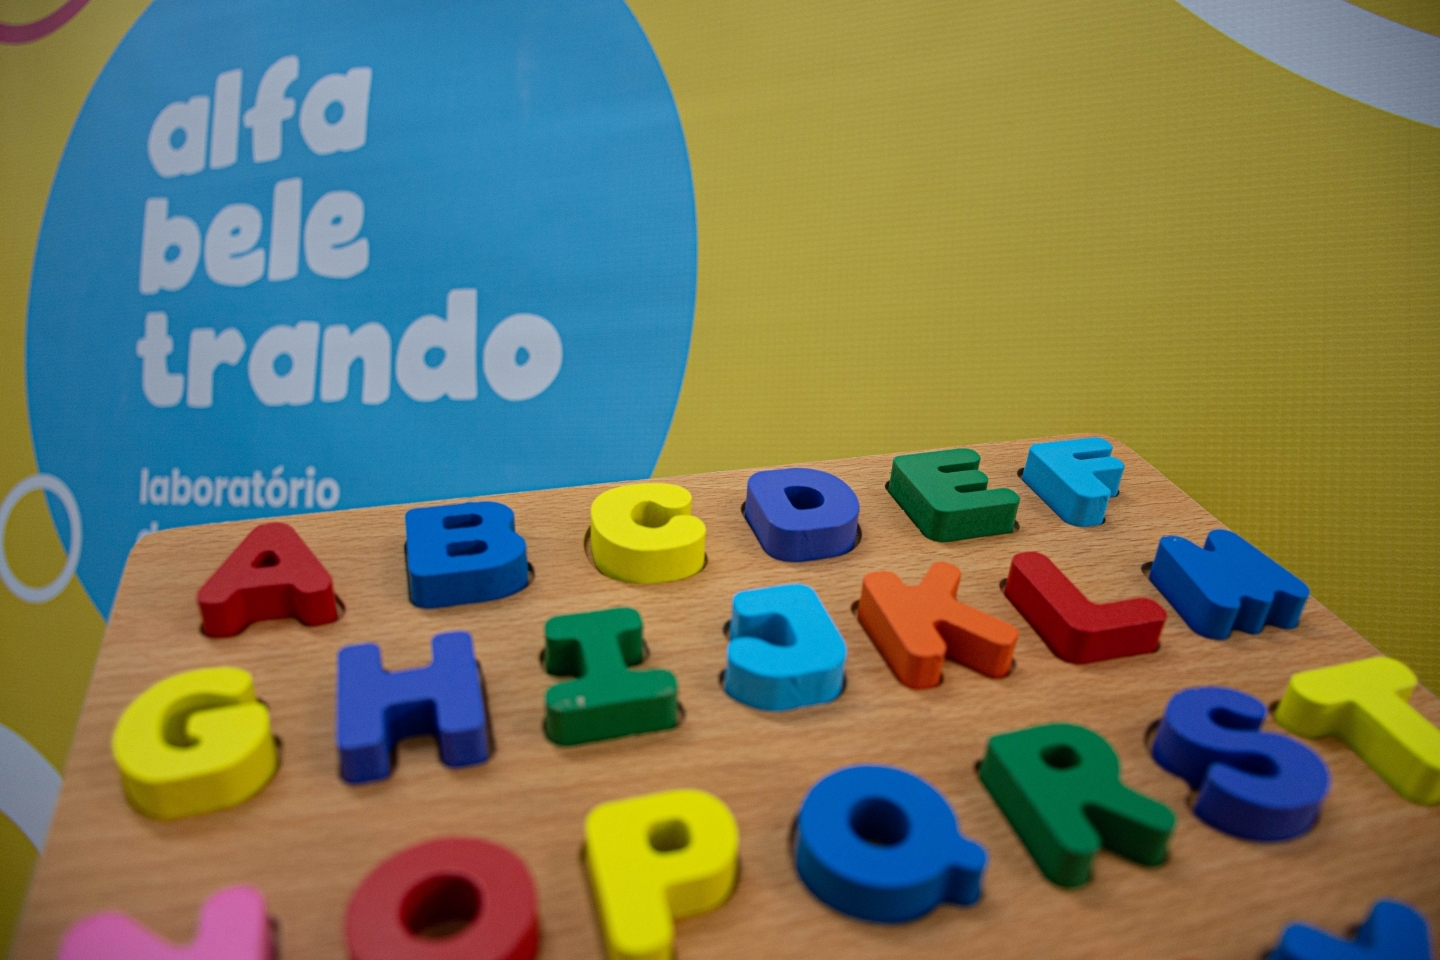 alfa
bele
trando
laboratório
A B C D E F
G H I J K L M
N O P Q R S T